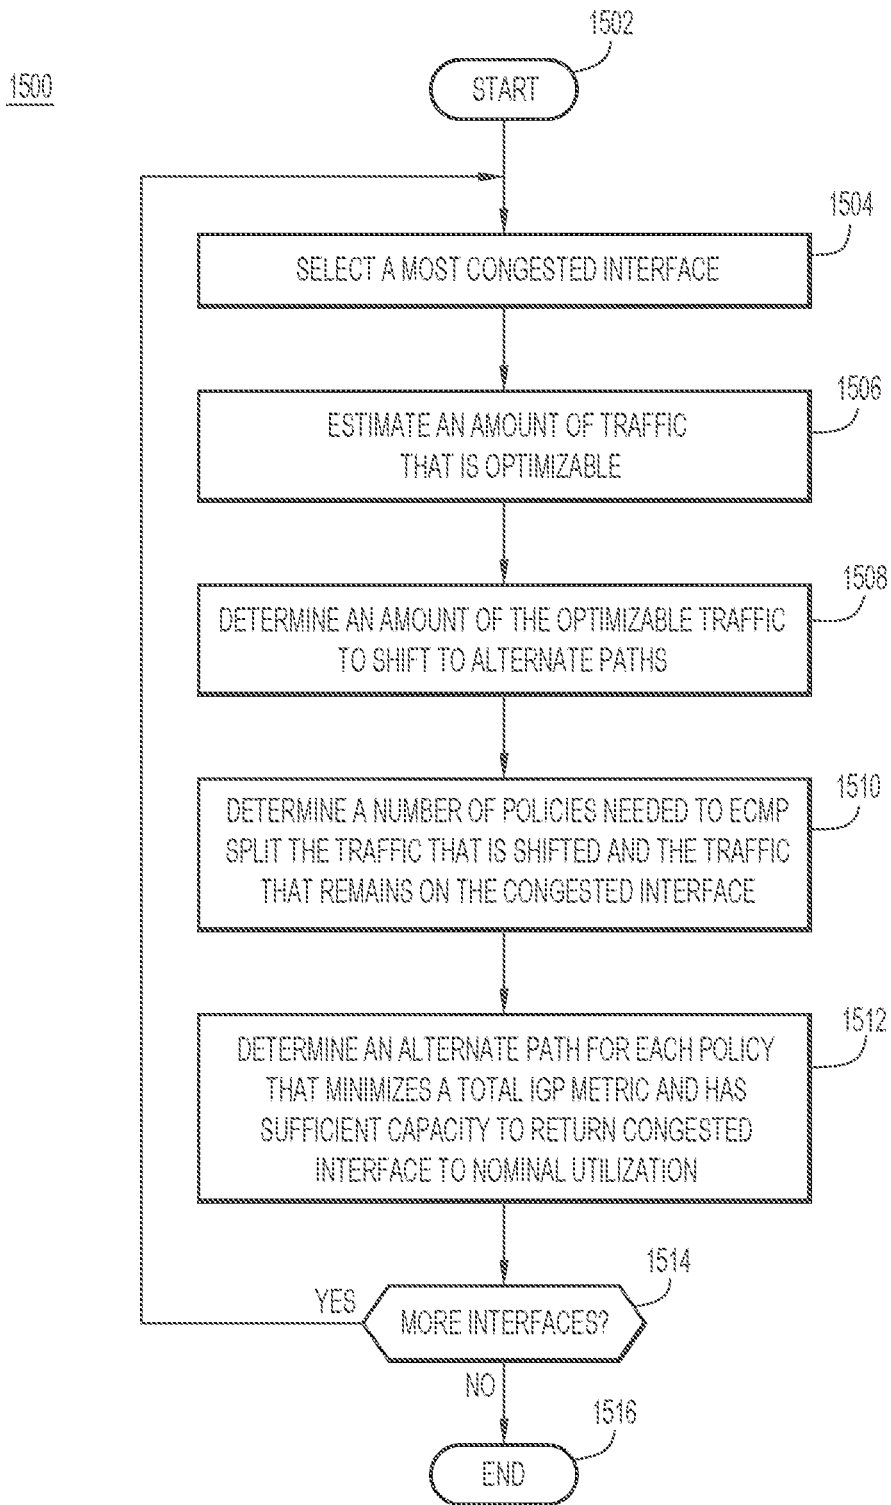 1500
1502
START
1504
SELECT A MOST CONGESTED INTERFACE
1506
ESTIMATE AN AMOUNT OF TRAFFIC
THAT IS OPTIMIZABLE
1508
DETERMINE AN AMOUNT OF THE OPTIMIZABLE TRAFFIC
TO SHIFT TO ALTERNATE PATHS
1510
DETERMINE A NUMBER OF POLICIES NEEDED TO ECMP
SPLIT THE TRAFFIC THAT IS SHIFTED AND THE TRAFFIC
THAT REMAINS ON THE CONGESTED INTERFACE
1512
DETERMINE AN ALTERNATE PATH FOR EACH POLICY
THAT MINIMIZES A TOTAL IGP METRIC AND HAS
SUFFICIENT CAPACITY TO RETURN CONGESTED
INTERFACE TO NOMINAL UTILIZATION
1514
YES
MORE INTERFACES?
NO
1516
END